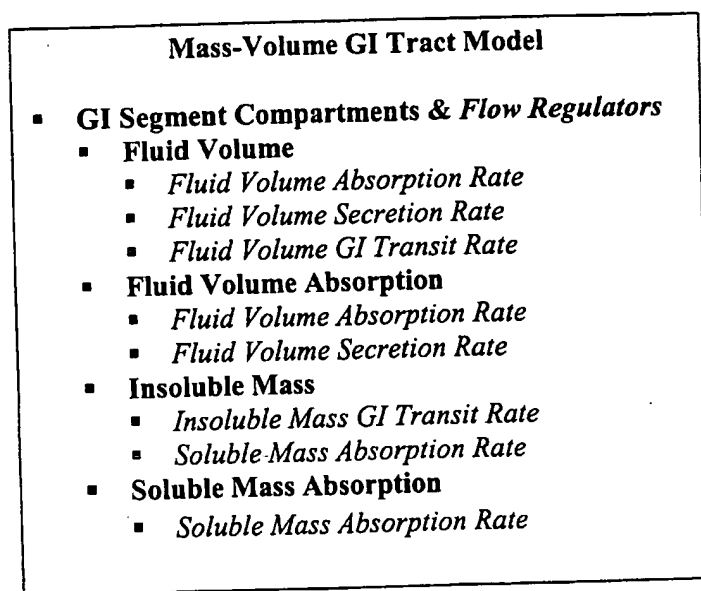 Mass-Volume GI Tract Model
▪ GI Segment Compartments & Flow Regulators
▪ Fluid Volume
▪ Fluid Volume Absorption Rate
▪ Fluid Volume Secretion Rate
▪ Fluid Volume GI Transit Rate
▪ Fluid Volume Absorption
▪ Fluid Volume Absorption Rate
▪ Fluid Volume Secretion Rate
▪ Insoluble Mass
▪ Insoluble Mass GI Transit Rate
▪ Soluble Mass Absorption Rate
▪ Soluble Mass Absorption
▪ Soluble Mass Absorption Rate